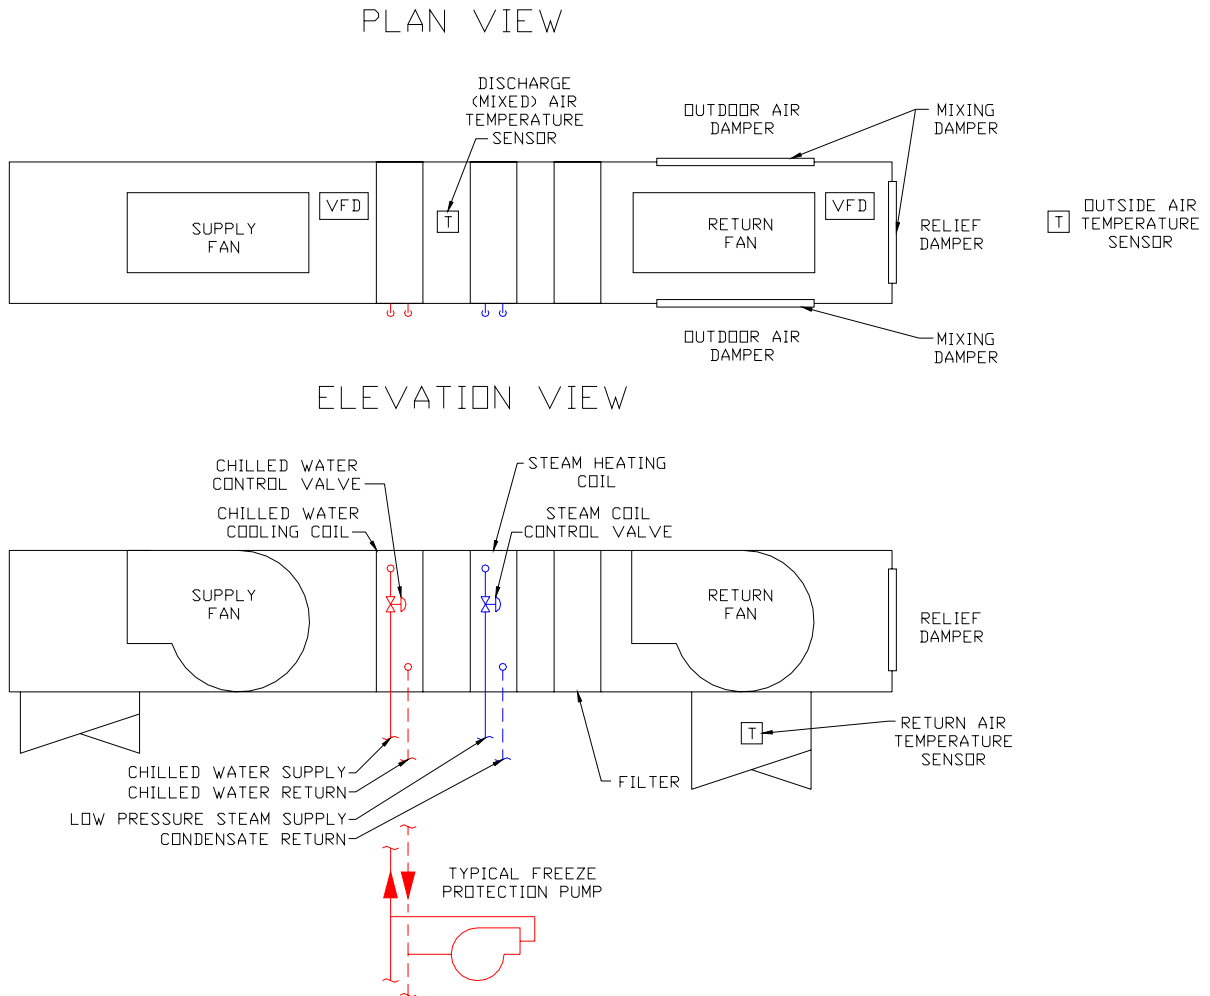 PLAN VIEW
DISCHARGE
(MIXED) AIR
TEMPERATURE
SENSOR
OUTDOOR AIR
DAMPER
MIXING
DAMPER
SUPPLY
FAN
VFD
T
RETURN
FAN
VFD
RELIEF
DAMPER
T
OUTSIDE AIR
TEMPERATURE
SENSOR
OUTDOOR AIR
DAMPER
MIXING
DAMPER
ELEVATION VIEW
CHILLED WATER
CONTROL VALVE
CHILLED WATER
COOLING COIL
STEAM HEATING
COIL
STEAM COIL
CONTROL VALVE
SUPPLY
FAN
RETURN
FAN
RELIEF
DAMPER
T
RETURN AIR
TEMPERATURE
SENSOR
CHILLED WATER SUPPLY
CHILLED WATER RETURN
LOW PRESSURE STEAM SUPPLY
CONDENSATE RETURN
FILTER
TYPICAL FREEZE
PROTECTION PUMP